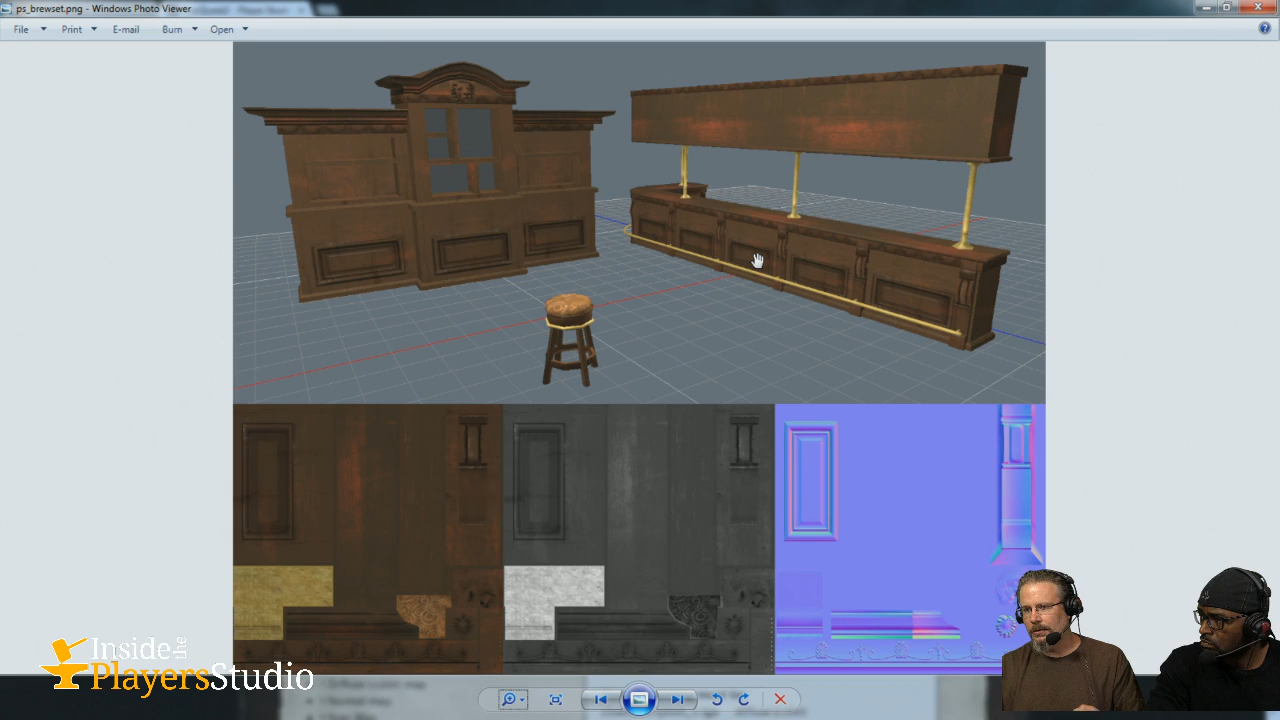 ps_brewset.png - Windows Photo Viewer
File Print E-mail Burn Open
Inside the
PlayersStudio